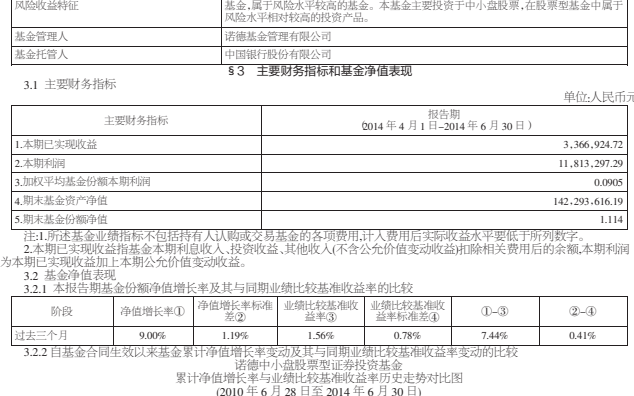 风险收益特征
基金,属于风险水平较高的基金。本基金主要投资于中小盘股票,在股票型基金中属于
风险水平相对较高的投资产品。
基金管理人 诺德基金管理有限公司
基金托管人 中国银行股份有限公司
§3 主要财务指标和基金净值表现
3.1 主要财务指标
单位:人民币元
主要财务指标 报告期
(2014 年 4 月 1 日-2014 年 6 月 30 日)
1.本期已实现收益 3,366,924.72
2.本期利润 11,813,297.29
3.加权平均基金份额本期利润 0.0905
4.期末基金资产净值 142,293,616.19
5.期末基金份额净值 1.114
注:1.所述基金业绩指标不包括持有人认购或交易基金的各项费用,计入费用后实际收益水平要低于所列数字。
2.本期已实现收益指基金本期利息收入、投资收益、其他收入(不含公允价值变动收益)扣除相关费用后的余额,本期利润
为本期已实现收益加上本期公允价值变动收益。
3.2 基金净值表现
3.2.1 本报告期基金份额净值增长率及其与同期业绩比较基准收益率的比较
阶段 净值增长率① 净值增长率标准差② 业绩比较基准收益率③ 业绩比较基准收益率标准差④ ①-③ ②-④
过去三个月 9.00% 1.19% 1.56% 0.78% 7.44% 0.41%
3.2.2 自基金合同生效以来基金累计净值增长率变动及其与同期业绩比较基准收益率变动的比较
诺德中小盘股票型证券投资基金
累计净值增长率与业绩比较基准收益率历史走势对比图
(2010 年 6 月 28 日至 2014 年 6 月 30 日)